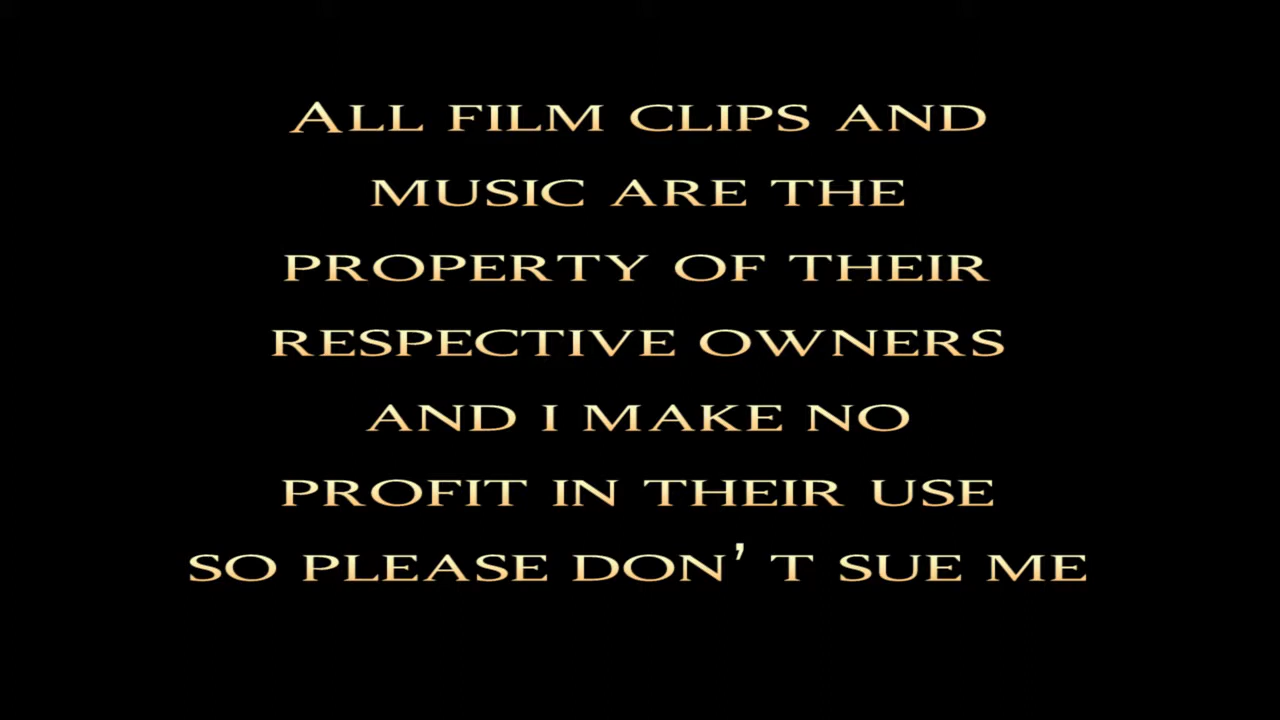 All film clips and
music are the
property of their
respective owners
and i make no
profit in their use
so please don’t sue me